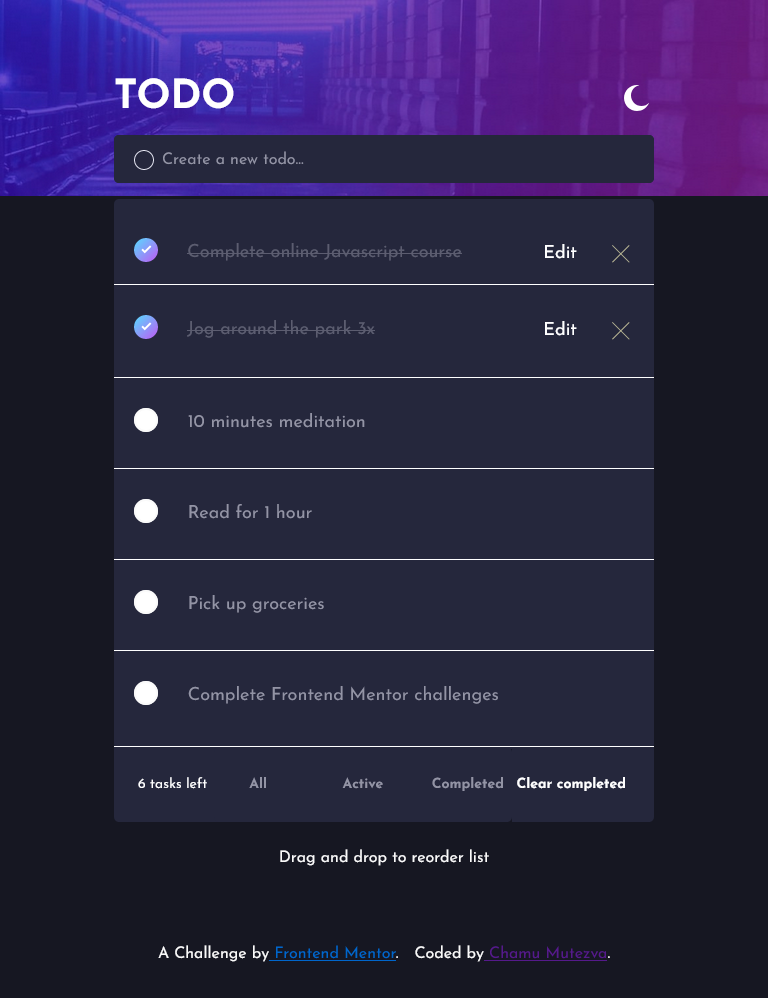 TODO
Create a new todo...
Complete online Javascript course Edit
Jog around the park 3x Edit
10 minutes meditation
Read for 1 hour
Pick up groceries
Complete Frontend Mentor challenges
6 tasks left All Active Completed Clear completed
Drag and drop to reorder list
A Challenge by Frontend Mentor. Coded by Chamu Mutezva.